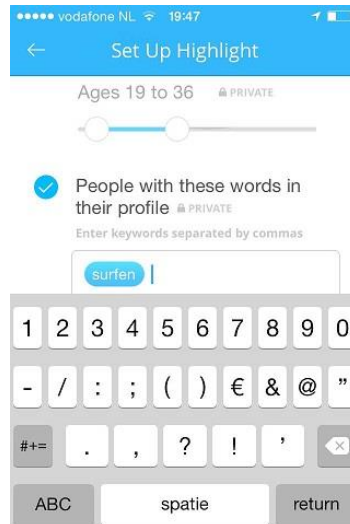 vodafone NL 19:47
Set Up Highlight
Ages 19 to 36 PRIVATE
People with these words in
their profile PRIVATE
Enter keywords separated by commas
surfen
1 2 3 4 5 6 7 8 9 0
- / : ; ( ) € & @ "
#+= . , ? ! '
ABC spatie return